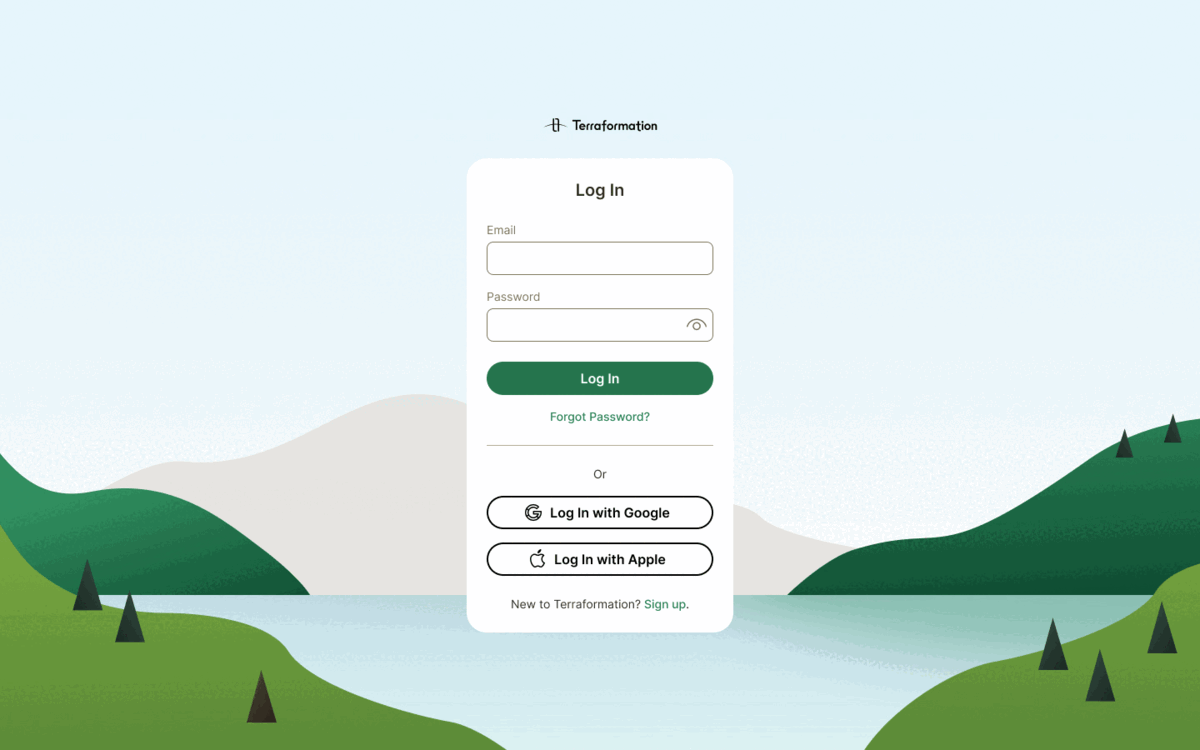 Terraformation
Log In
Email
Password
Log In
Forgot Password?
Or
Log In with Google
Log In with Apple
New to Terraformation? Sign up.